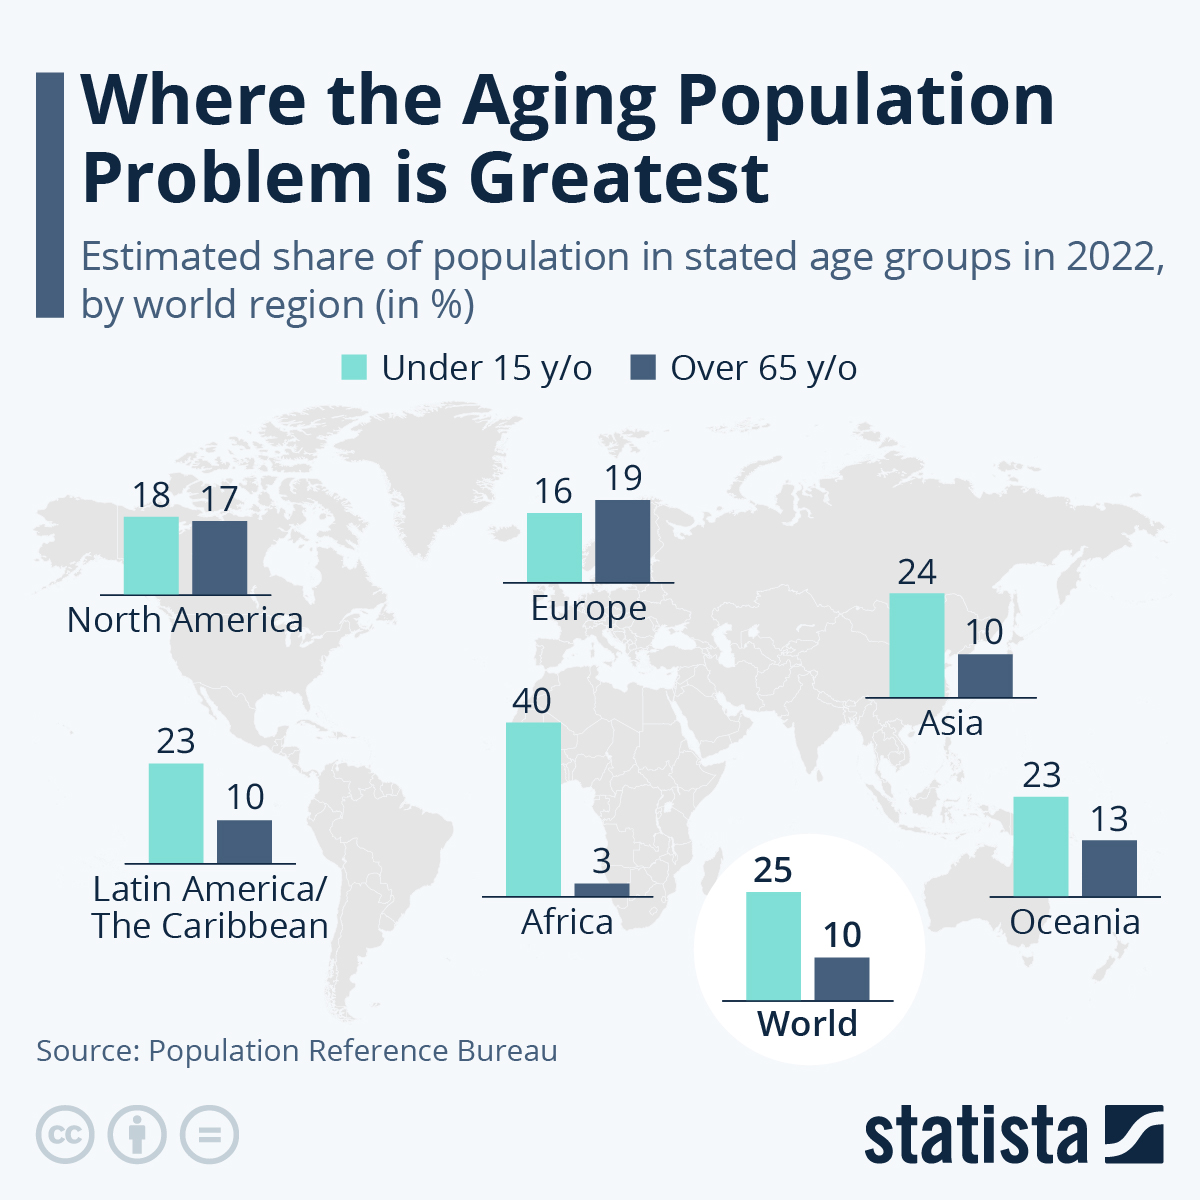 Where the Aging Population
Problem is Greatest
Estimated share of population in stated age groups in 2022,
by world region (in %)
Under 15 y/o
Over 65 y/o
18 17
North America
16 19
Europe
24 10
Asia
23 10
Latin America/
The Caribbean
40 3
Africa
25 10
World
23 13
Oceania
Source: Population Reference Bureau
cc
statista